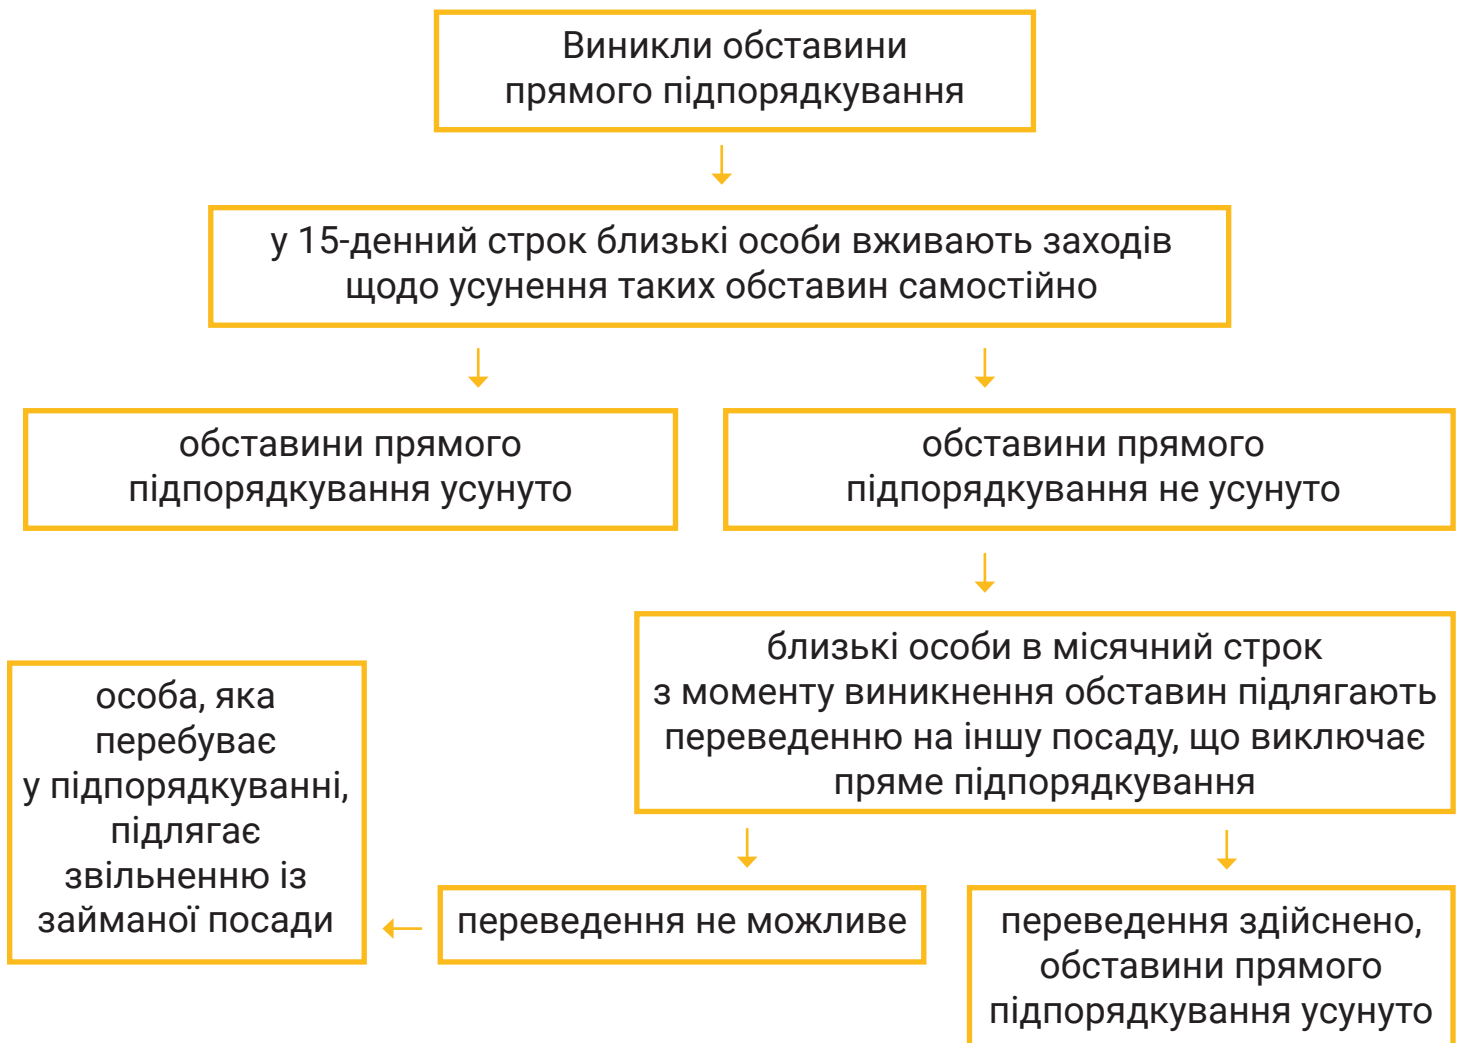 Виникли обставини
прямого підпорядкування
у 15-денний строк близькі особи вживають заходів
щодо усунення таких обставин самостійно
обставини прямого
підпорядкування усунуто
обставини прямого
підпорядкування не усунуто
близькі особи в місячний строк
з моменту виникнення обставин підлягають
переведенню на іншу посаду, що виключає
пряме підпорядкування
особа, яка
перебуває
у підпорядкуванні,
підлягає
звільненню із
займаної посади
переведення не можливе
переведення здійснено,
обставини прямого
підпорядкування усунуто